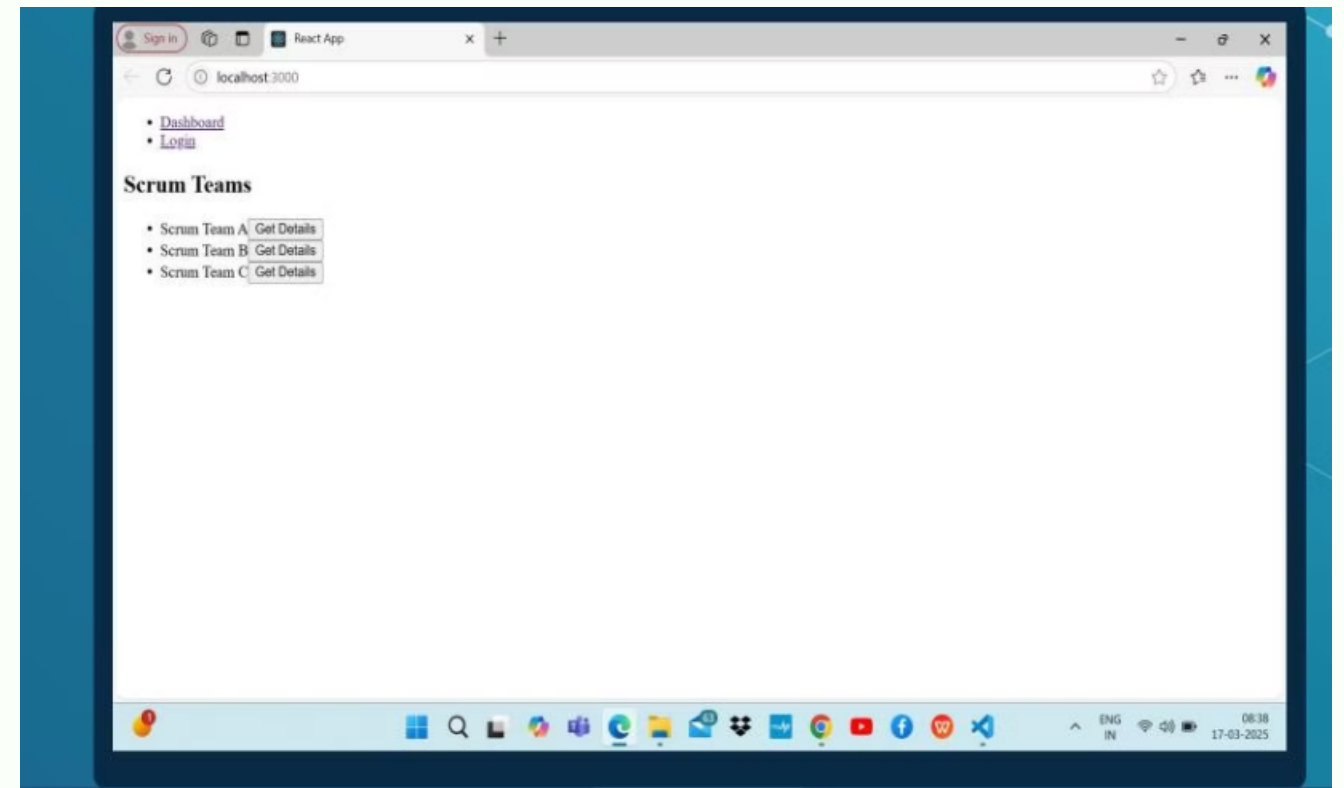 Sign in
React App
localhost:3000
Dashboard
Login
Scrum Teams
Scrum Team A Get Details
Scrum Team B Get Details
Scrum Team C Get Details
ENG
IN
08:38
17-03-2025